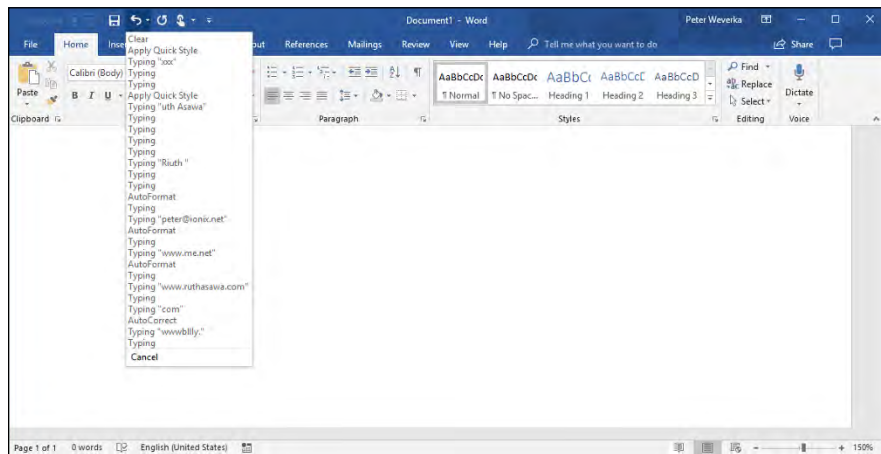 Document1 - Word
Peter Weverka
File Home Inse out References Mailings Review View Help Tell me what you want to do Share
Clear
Apply Quick Style
Typing "xxx"
Typing
Typing
Apply Quick Style
Typing "uth Asawa"
Typing
Typing
Typing
Typing
Typing "Riuth "
Typing
Typing
AutoFormat
Typing
Typing "peter@ionix.net"
AutoFormat
Typing
Typing "www.me.net"
AutoFormat
Typing
Typing "www.ruthasawa.com"
Typing
Typing "com"
AutoCorrect
Typing "wwwblily."
Typing
Cancel
Paste
Clipboard
Calibri (Body)
B I U
Paragraph
AaBbCcDc AaBbCcDc AaBbCc AaBbCcC AaBbCcD
¶ Normal ¶ No Spac... Heading 1 Heading 2 Heading 3
Styles
Find
Replace
Select
Editing
Dictate
Voice
Page 1 of 1 0 words English (United States) 150%